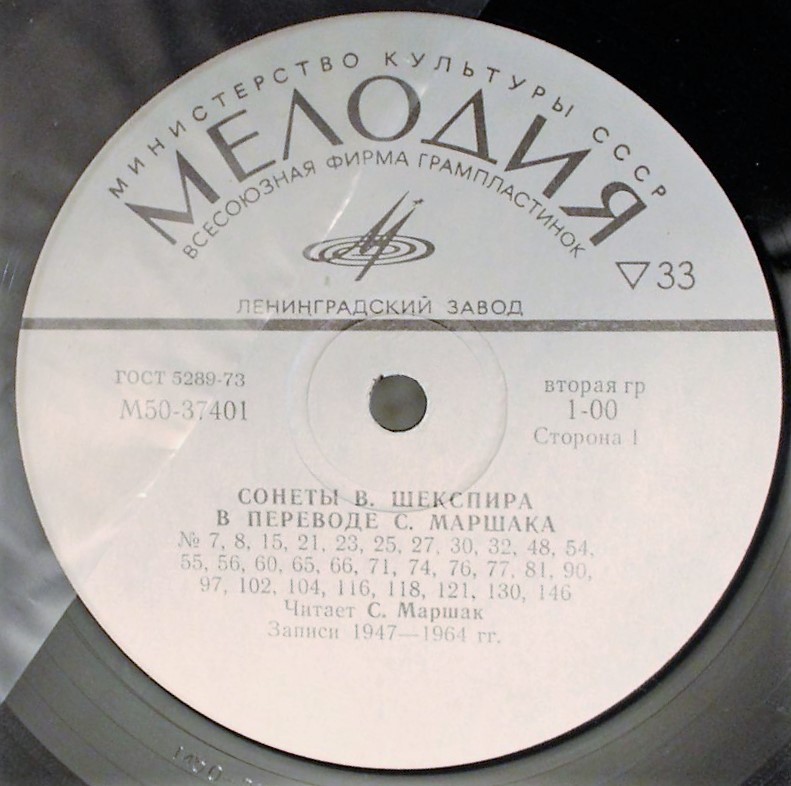 МИНИСТЕРСТВО КУЛЬТУРЫ СССР
МЕЛОДИЯ
ВСЕСОЮЗНАЯ ФИРМА ГРАМПЛАСТИНОК
▽33
ЛЕНИНГРАДСКИЙ ЗАВОД
ГОСТ 5289-73
М50-37401
вторая гр
1-00
Сторона 1
СОНЕТЫ В. ШЕКСПИРА
В ПЕРЕВОДЕ С. МАРШАКА
№ 7, 8, 15, 21, 23, 25, 27, 30, 32, 48, 54,
55, 56, 60, 65, 66, 71, 74, 76, 77, 81, 90,
97, 102, 104, 116, 118, 121, 130, 146
Читает С. Маршак
Записи 1947—1964 гг.